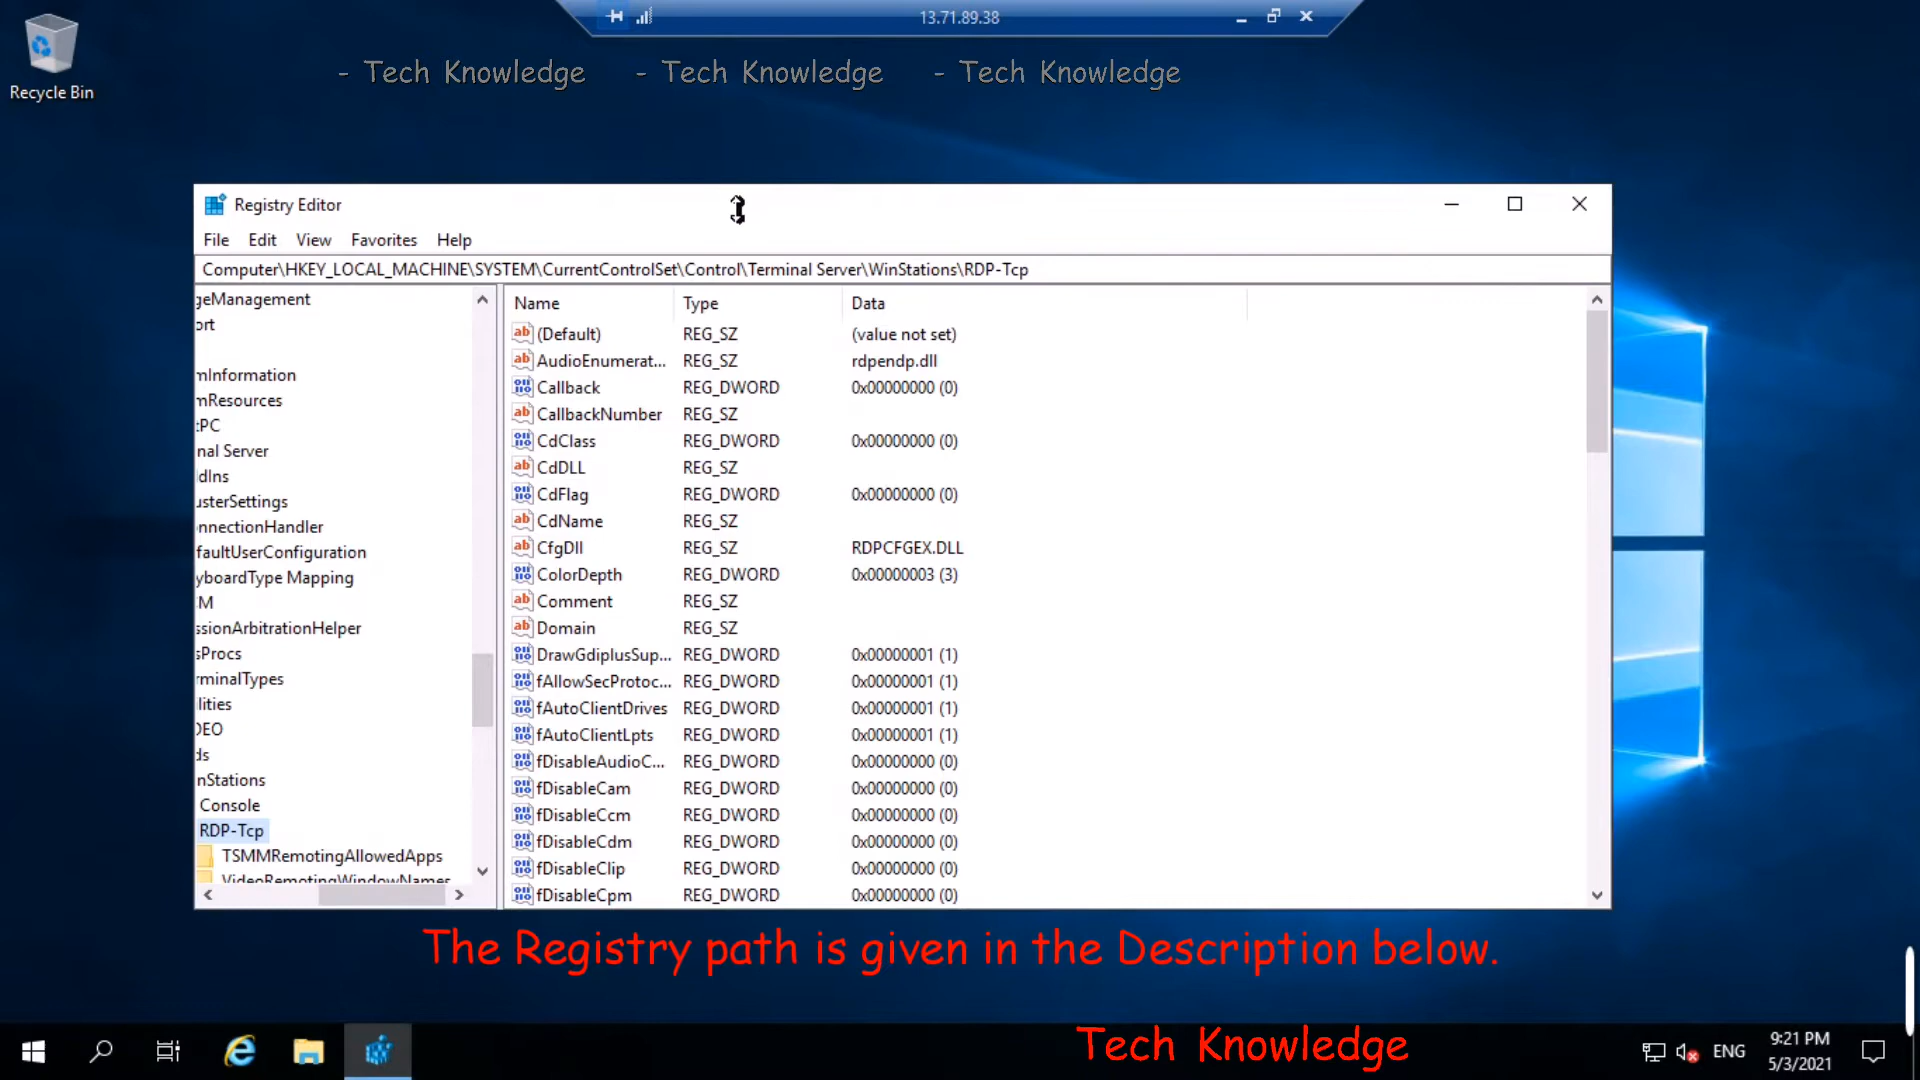 13.71.89.38
- Tech Knowledge - Tech Knowledge - Tech Knowledge
Recycle Bin
Registry Editor
File Edit View Favorites Help
Computer\HKEY_LOCAL_MACHINE\SYSTEM\CurrentControlSet\Control\Terminal Server\WinStations\RDP-Tcp
geManagement
ort
mInformation
mResources
:PC
nal Server
ldIns
usterSettings
onnectionHandler
faultUserConfiguration
yboardType Mapping
:M
ssionArbitrationHelper
sProcs
rminalTypes
lities
DEO
ds
nStations
Console
RDP-Tcp
TSMMRemotingAllowedApps
VideoRemotingWindowNames
Name Type Data
(Default) REG_SZ (value not set)
AudioEnumerat... REG_SZ rdpendp.dll
Callback REG_DWORD 0x00000000 (0)
CallbackNumber REG_SZ
CdClass REG_DWORD 0x00000000 (0)
CdDLL REG_SZ
CdFlag REG_DWORD 0x00000000 (0)
CdName REG_SZ
CfgDll REG_SZ RDPCFGEX.DLL
ColorDepth REG_DWORD 0x00000003 (3)
Comment REG_SZ
Domain REG_SZ
DrawGdiplusSup... REG_DWORD 0x00000001 (1)
fAllowSecProtoc... REG_DWORD 0x00000001 (1)
fAutoClientDrives REG_DWORD 0x00000001 (1)
fAutoClientLpts REG_DWORD 0x00000001 (1)
fDisableAudioC... REG_DWORD 0x00000000 (0)
fDisableCam REG_DWORD 0x00000000 (0)
fDisableCcm REG_DWORD 0x00000000 (0)
fDisableCdm REG_DWORD 0x00000000 (0)
fDisableClip REG_DWORD 0x00000000 (0)
fDisableCpm REG_DWORD 0x00000000 (0)
The Registry path is given in the Description below.
Tech Knowledge
ENG
9:21 PM
5/3/2021